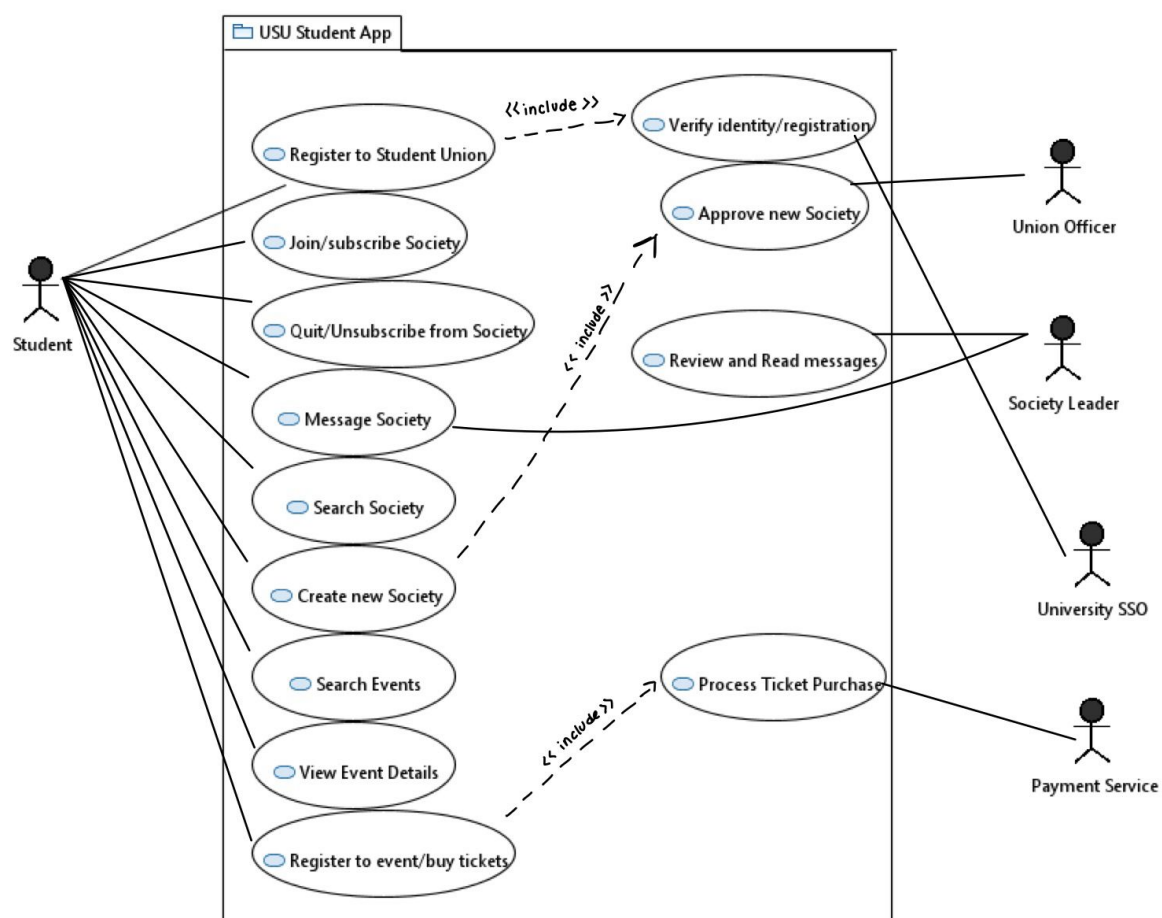 USU Student App
<<include>>
Register to Student Union
Verify identity/registration
Join/subscribe Society
Approve new Society
Union Officer
Quit/Unsubscribe from Society
<< include >>
Student
Review and Read messages
Society Leader
Message Society
Search Society
Create new Society
University SSO
Search Events
Process Ticket Purchase
<< include>>
View Event Details
Payment Service
Register to event/buy tickets